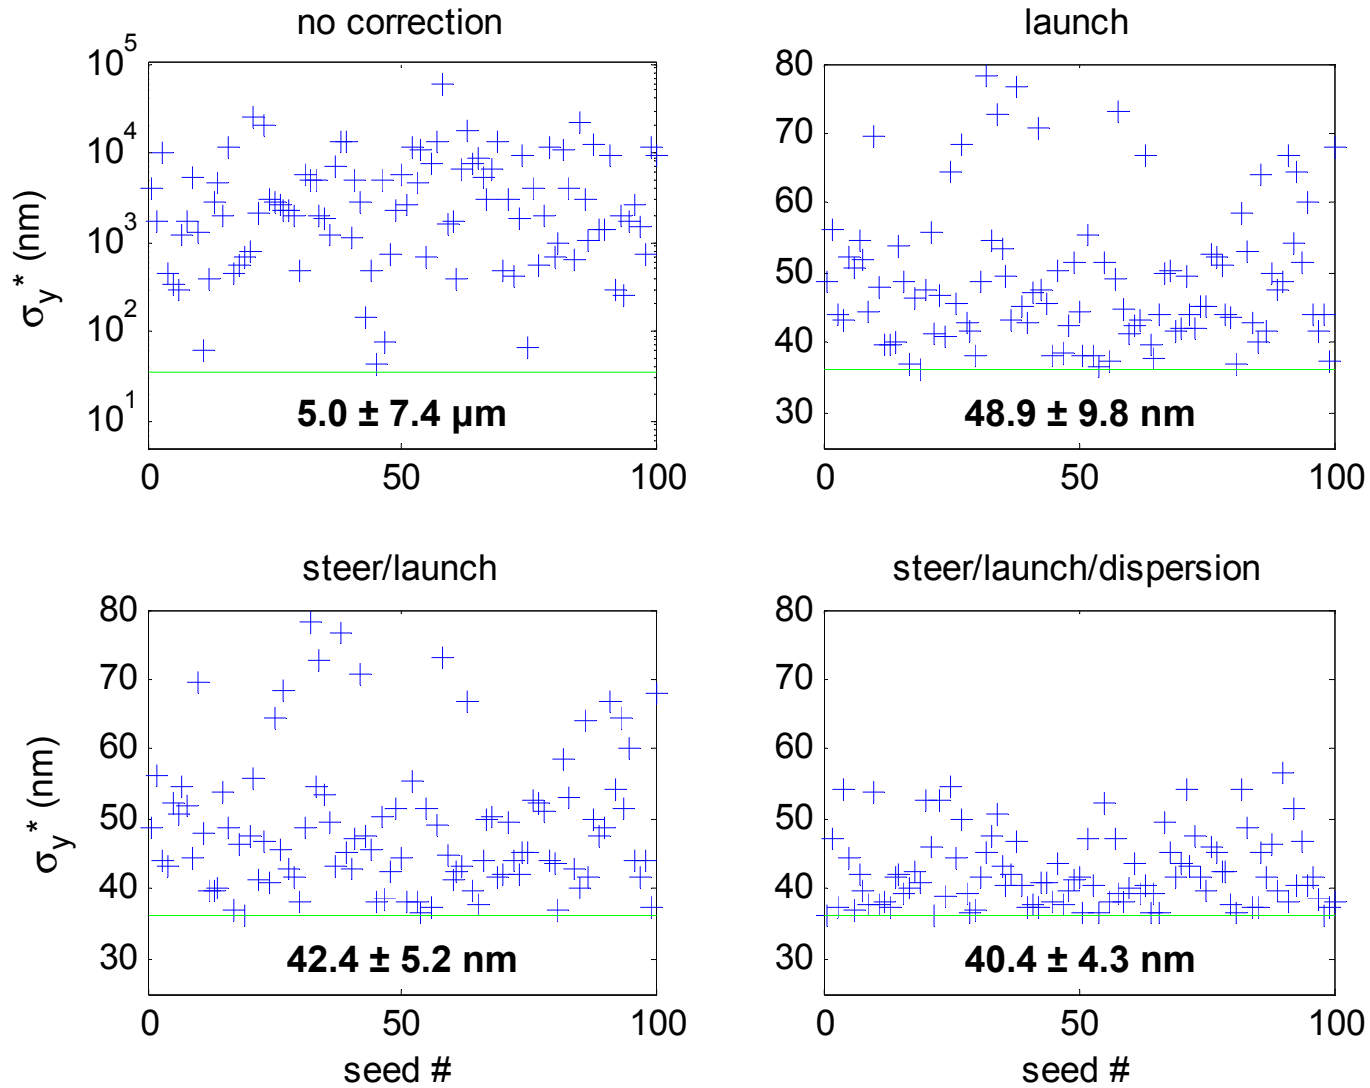 no correction
10^5
10^4
10^3
10^2
10^1
σ_y* (nm)
5.0 ± 7.4 µm
0 50 100
launch
80
70
60
50
40
30
48.9 ± 9.8 nm
0 50 100
steer/launch
80
70
60
50
40
30
σ_y* (nm)
42.4 ± 5.2 nm
0 50 100
seed #
steer/launch/dispersion
80
70
60
50
40
30
40.4 ± 4.3 nm
0 50 100
seed #